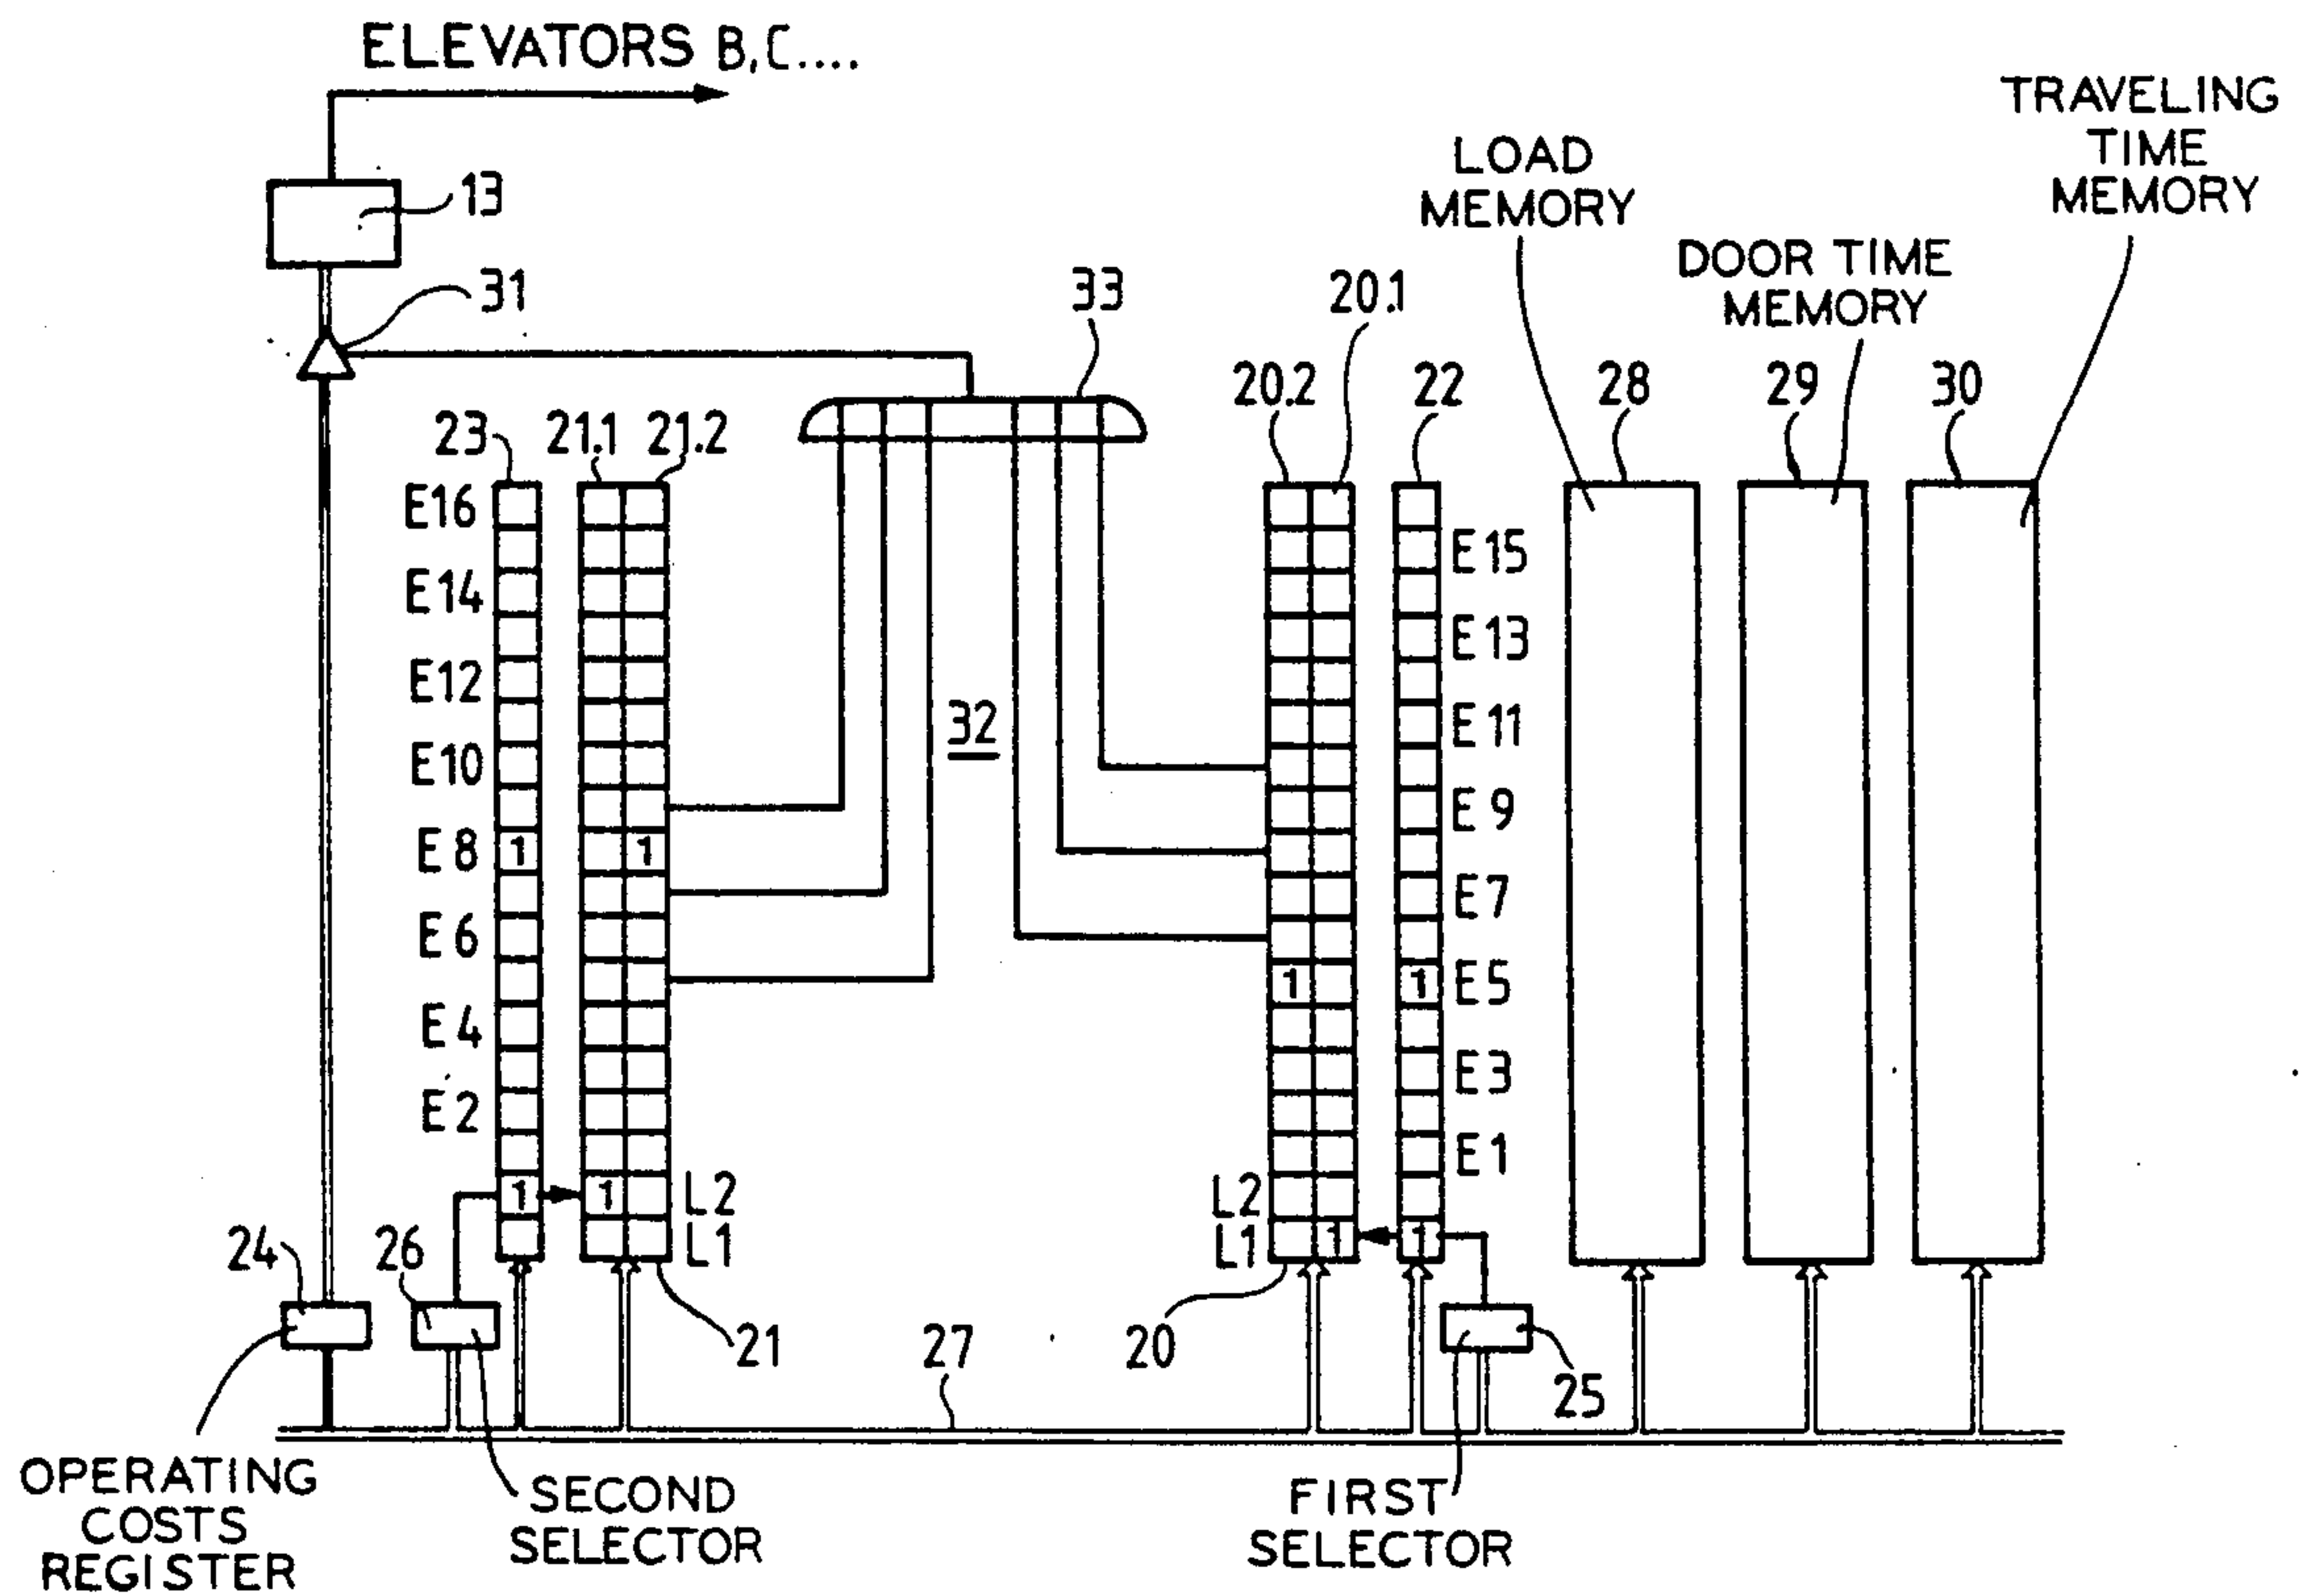 ELEVATORS B,C....
TRAVELING
TIME
MEMORY
LOAD
MEMORY
DOOR TIME
MEMORY
13
31
33
20.1
20.2
22
28
29
30
23
21.1
21.2
E16
E15
E14
E13
E12
32
E11
E10
E9
E8
1
1
E7
E6
1
1
E5
E4
E3
E2
E1
1
1
L2
L2
L1
L1
1
1
24
26
21
27
20
25
OPERATING
COSTS
REGISTER
SECOND
SELECTOR
FIRST
SELECTOR